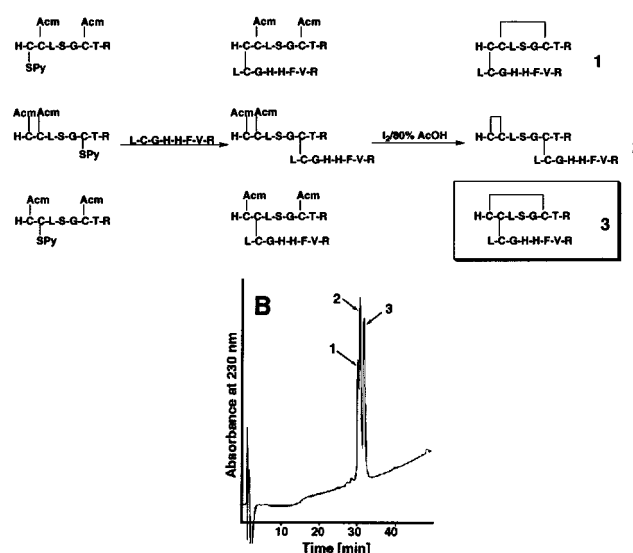 Acm Acm
H-C-C-L-S-G-C-T-R
SPy
Acm Acm
H-C-C-L-S-G-C-T-R
L-C-G-H-H-F-V-R
H-C-C-L-S-G-C-T-R
L-C-G-H-H-F-V-R
1
Acm Acm
H-C-C-L-S-G-C-T-R
SPy
L-C-G-H-H-F-V-R
Acm Acm
H-C-C-L-S-G-C-T-R
L-C-G-H-H-F-V-R
I2/80% AcOH
H-C-C-L-S-G-C-T-R
L-C-G-H-H-F-V-R
Acm Acm
H-C-C-L-S-G-C-T-R
SPy
Acm Acm
H-C-C-L-S-G-C-T-R
L-C-G-H-H-F-V-R
H-C-C-L-S-G-C-T-R
L-C-G-H-H-F-V-R
3
B
2
3
1
Absorbance at 230 nm
10 20 30 40
Time [min]